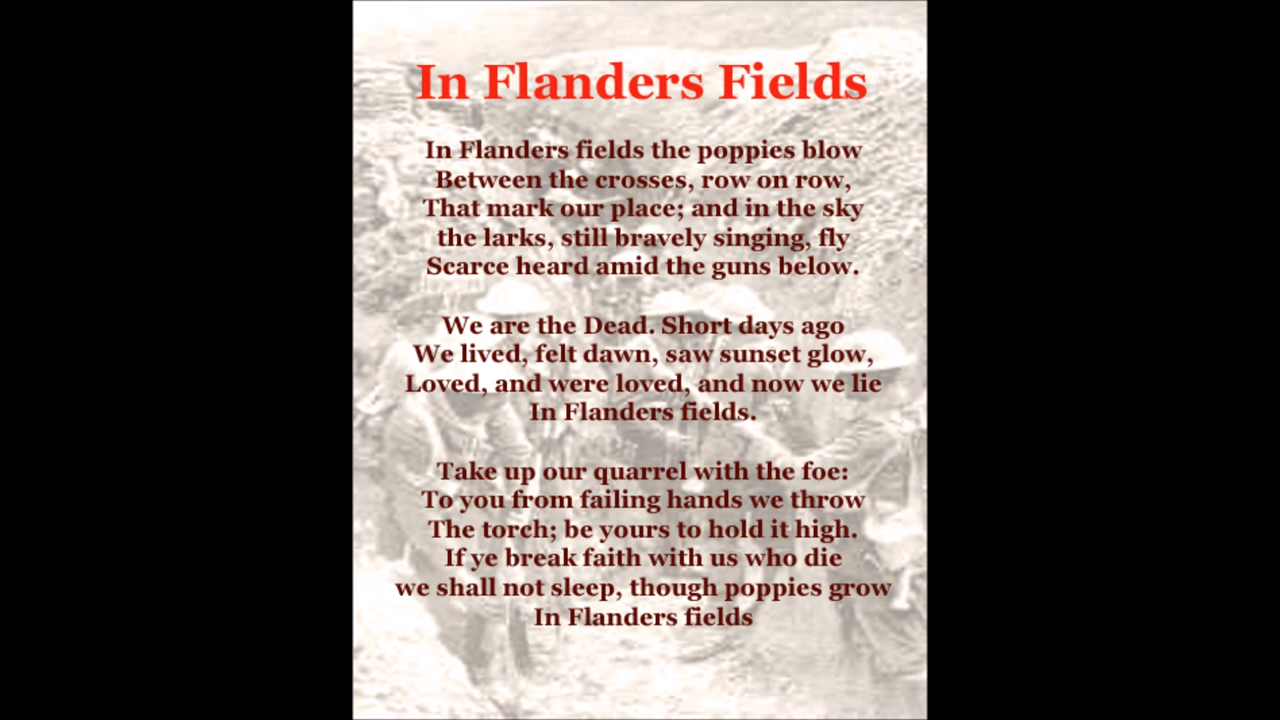 In Flanders Fields
In Flanders fields the poppies blow
Between the crosses, row on row,
That mark our place; and in the sky
the larks, still bravely singing, fly
Scarce heard amid the guns below.
We are the Dead. Short days ago
We lived, felt dawn, saw sunset glow,
Loved, and were loved, and now we lie
In Flanders fields.
Take up our quarrel with the foe:
To you from failing hands we throw
The torch; be yours to hold it high.
If ye break faith with us who die
we shall not sleep, though poppies grow
In Flanders fields